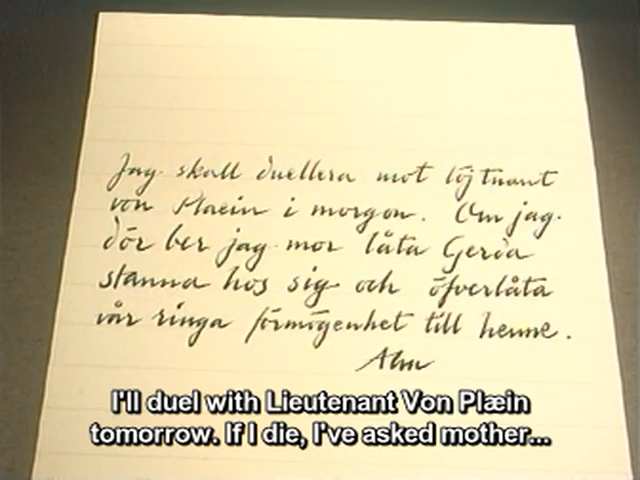 Jag skall duellera mot löjtnant
von Plaein i morgon. Om jag
dör ber jag mor låta Gerda
stanna hos sig och öfverlåta
vår ringa förmögenhet till henne.
Alm
I'll duel with Lieutenant Von Plæin
tomorrow. If I die, I've asked mother...